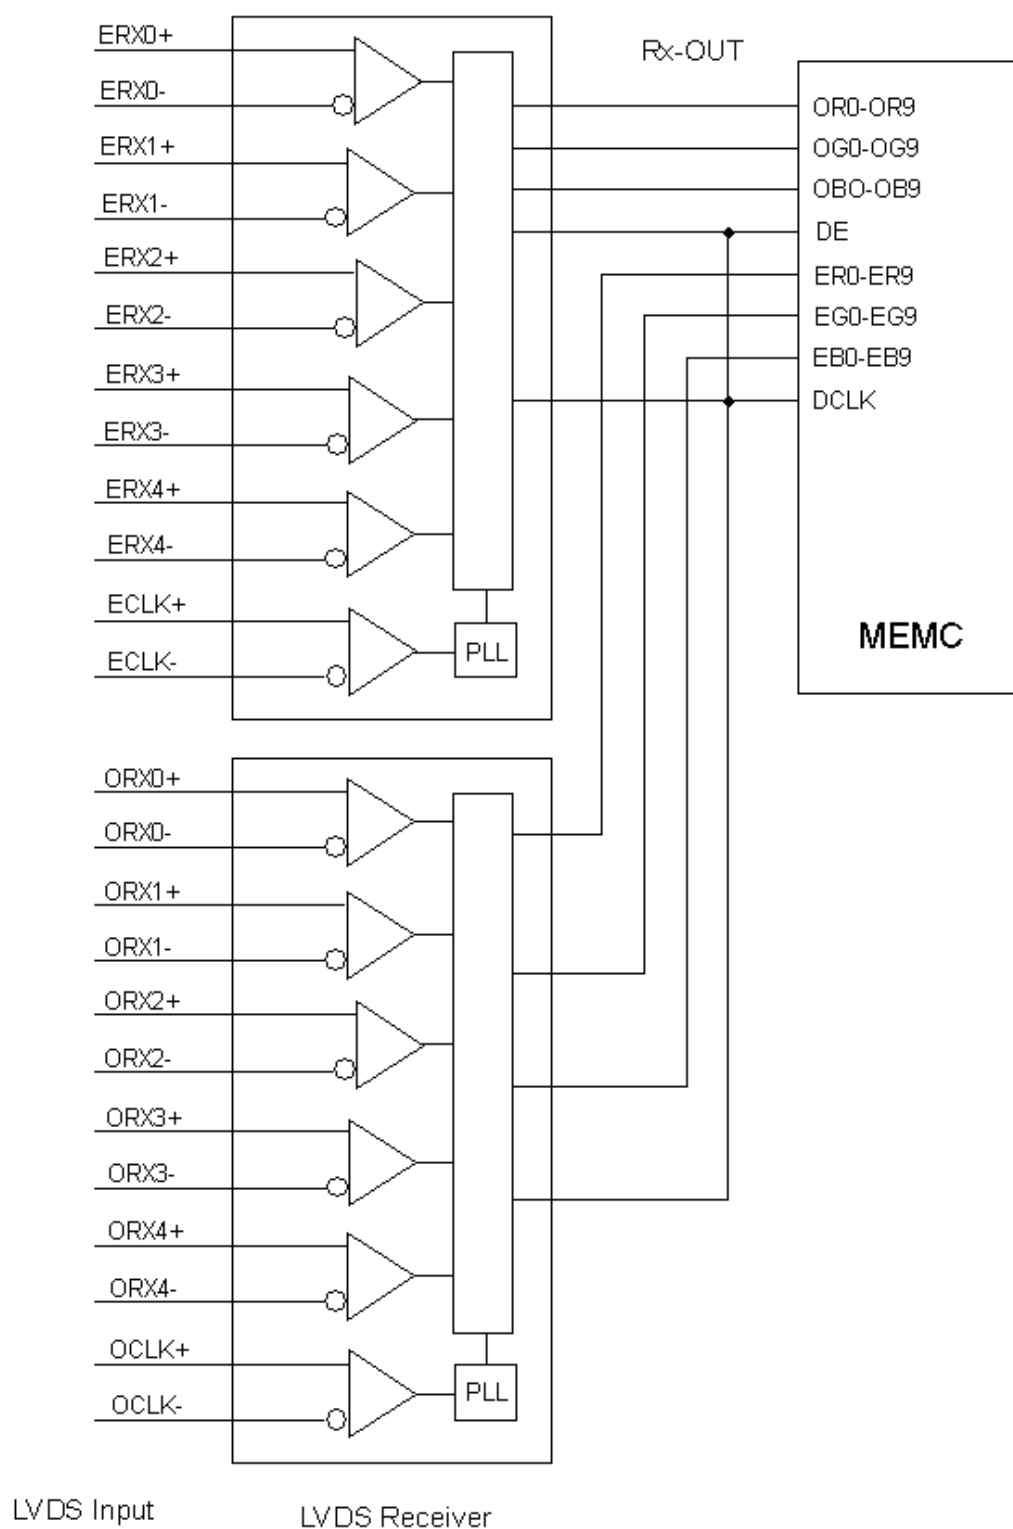 ERX0+
ERX0-
ERX1+
ERX1-
ERX2+
ERX2-
ERX3+
ERX3-
ERX4+
ERX4-
ECLK+
ECLK-
PLL
Rx-OUT
OR0-OR9
OG0-OG9
OBO-OB9
DE
ER0-ER9
EG0-EG9
EB0-EB9
DCLK
MEMC
ORX0+
ORX0-
ORX1+
ORX1-
ORX2+
ORX2-
ORX3+
ORX3-
ORX4+
ORX4-
OCLK+
OCLK-
PLL
LVDS Input
LVDS Receiver